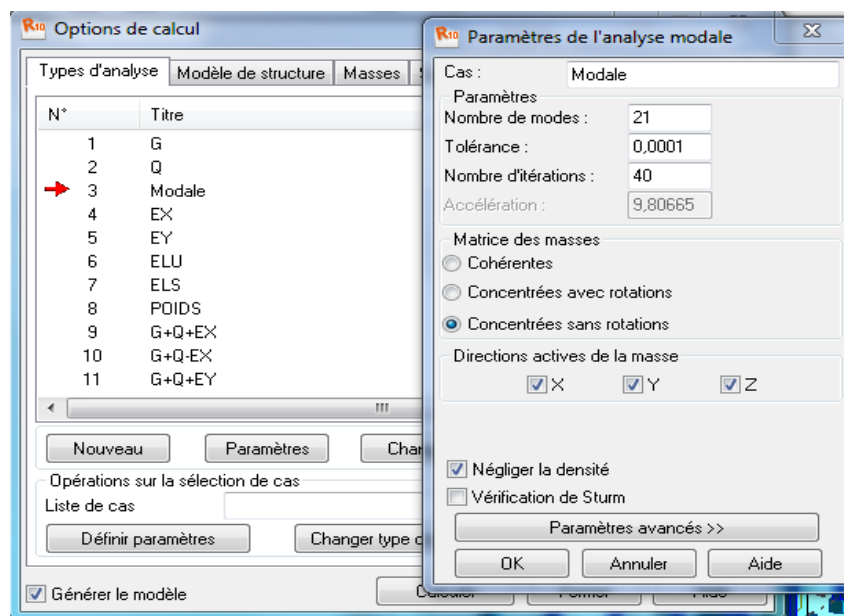 R10 Options de calcul
Types d'analyse Modèle de structure Masses
N° Titre
1 G
2 Q
3 Modale
4 EX
5 EY
6 ELU
7 ELS
8 POIDS
9 G+Q+EX
10 G+Q-EX
11 G+Q+EY
Nouveau Paramètres
Opérations sur la sélection de cas
Liste de cas
Définir paramètres Changer type
Générer le modèle
R10 Paramètres de l'analyse modale
Cas : Modale
Paramètres
Nombre de modes : 21
Tolérance : 0,0001
Nombre d'itérations : 40
Accélération : 9,80665
Matrice des masses
Cohérentes
Concentrées avec rotations
Concentrées sans rotations
Directions actives de la masse
X Y Z
Négliger la densité
Vérification de Sturm
Paramètres avancés >>
OK Annuler Aide